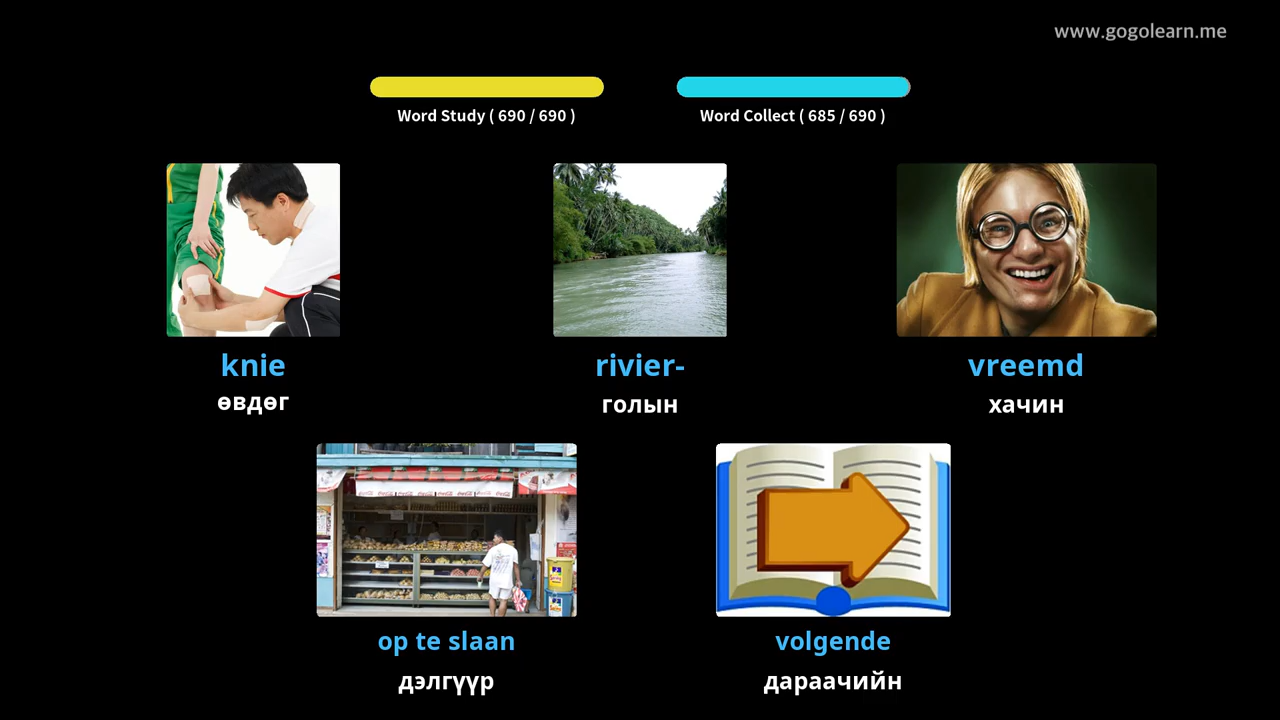 www.gogolearn.me
Word Study ( 690 / 690 )
Word Collect ( 685 / 690 )
knie
өвдөг
rivier-
голын
vreemd
хачин
op te slaan
дэлгүүр
volgende
дараачийн